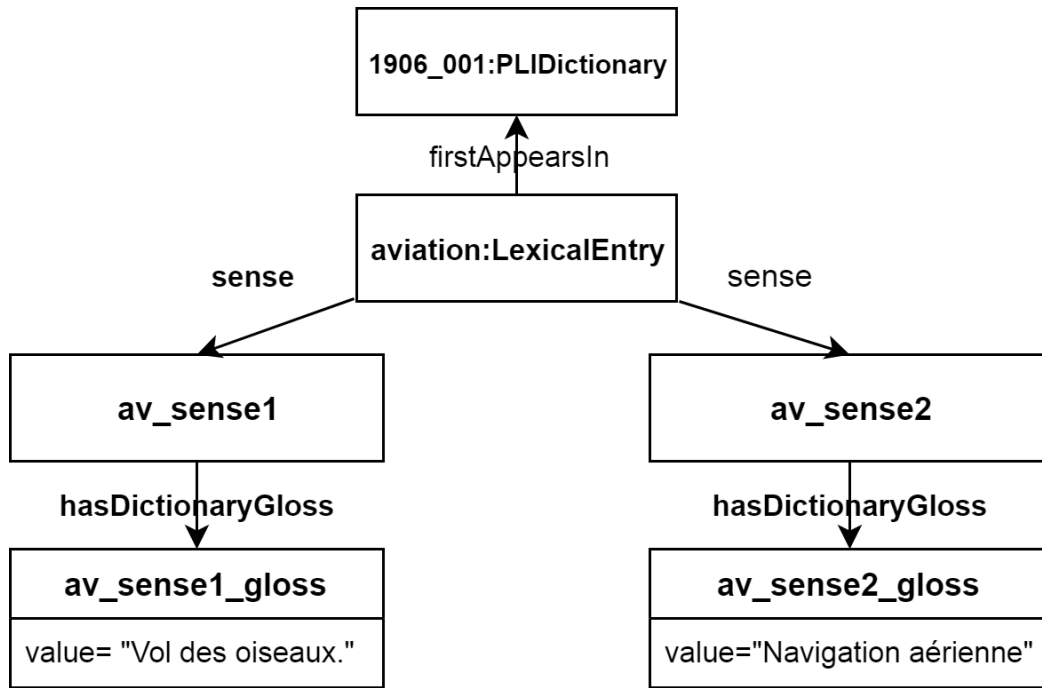 1906_001:PLIDictionary
firstAppearsIn
aviation:LexicalEntry
sense
sense
av_sense1
av_sense2
hasDictionaryGloss
hasDictionaryGloss
av_sense1_gloss
av_sense2_gloss
value= "Vol des oiseaux."
value="Navigation aérienne"